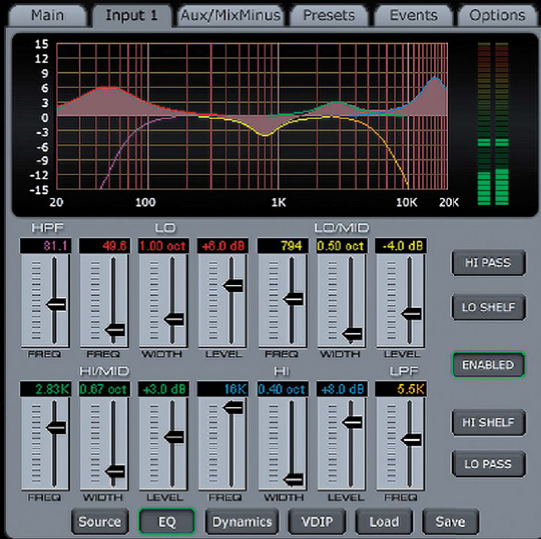 Main Input 1 Aux/MixMinus Presets Events Options
15
12
9
6
3
0
-3
-6
-9
-12
-15
20 100 1K 10K 20K
HPF LO LO/MID
81.1 49.6 1.00 oct +6.0 dB 794 0.50 oct -4.0 dB
FREQ FREQ WIDTH LEVEL FREQ WIDTH LEVEL
HI PASS
LO SHELF
ENABLED
HI/MID HI LPF
2.83K 0.67 oct +3.0 dB 16K 0.40 oct +8.0 dB 5.5K
FREQ WIDTH LEVEL FREQ WIDTH LEVEL FREQ
HI SHELF
LO PASS
Source EQ Dynamics VDIP Load Save